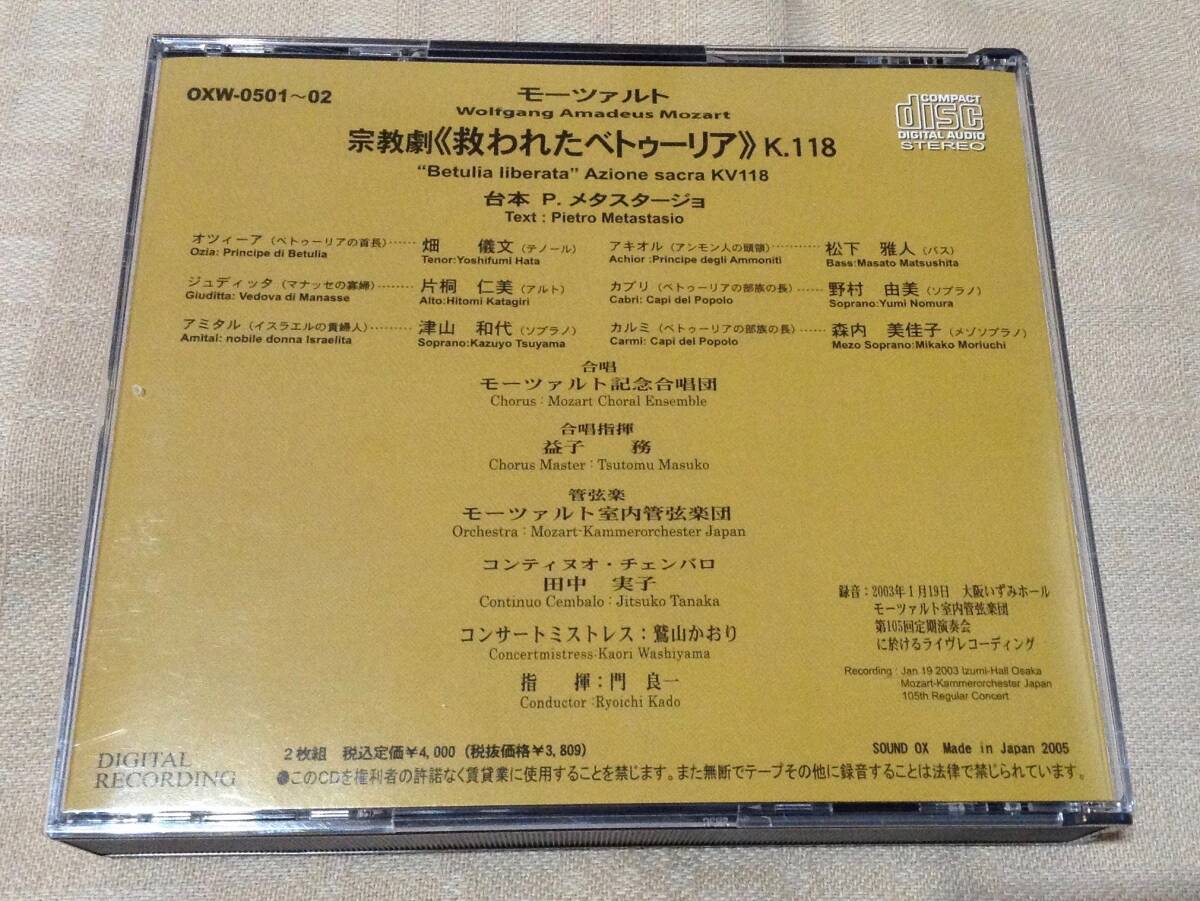 OXW-0501～02
モーツァルト
Wolfgang Amadeus Mozart
宗教劇《救われたベトゥーリア》K.118
“Betulia liberata” Azione sacra KV118
台本 P. メタスタージョ
Text : Pietro Metastasio
COMPACT
disc
DIGITAL AUDIO
STEREO
オツィーア（ベトゥーリアの首長）……畑 儀文（テノール）
Ozia: Principe di Betulia Tenor:Yoshifumi Hata
ジュディッタ（マナッセの寡婦）……片桐 仁美（アルト）
Giuditta: Vedova di Manasse Alto:Hitomi Katagiri
アミタル（イスラエルの貴婦人）……津山 和代（ソプラノ）
Amital: nobile donna Israelita Soprano:Kazuyo Tsuyama
アキオル（アンモン人の頭領）……松下 雅人（バス）
Achior :Principe degli Ammoniti Bass:Masato Matsushita
カブリ（ベトゥーリアの部族の長）……野村 由美（ソプラノ）
Cabri: Capi del Popolo Soprano:Yumi Nomura
カルミ（ベトゥーリアの部族の長）……森内 美佳子（メゾソプラノ）
Carmi: Capi del Popolo Mezo Soprano:Mikako Moriuchi
合唱
モーツァルト記念合唱団
Chorus : Mozart Choral Ensemble
合唱指揮
益子 務
Chorus Master : Tsutomu Masuko
管弦楽
モーツァルト室内管弦楽団
Orchestra : Mozart-Kammerorchester Japan
コンティヌオ・チェンバロ
田中 実子
Continuo Cembalo : Jitsuko Tanaka
コンサートミストレス：鷲山かおり
Concertmistress:Kaori Washiyama
指 揮：門 良一
Conductor :Ryoichi Kado
録音：2003年1月19日 大阪いずみホール
モーツァルト室内管弦楽団
第105回定期演奏会
に於けるライヴレコーディング
Recording : Jan 19 2003 Izumi-Hall Osaka
Mozart-Kammerorchester Japan
105th Regular Concert
DIGITAL
RECORDING
2枚組 税込定価¥4,000（税抜価格¥3,809）
SOUND OX Made in Japan 2005
●このCDを権利者の許諾なく賃貸業に使用することを禁じます。また無断でテープその他に録音することは法律で禁じられています。